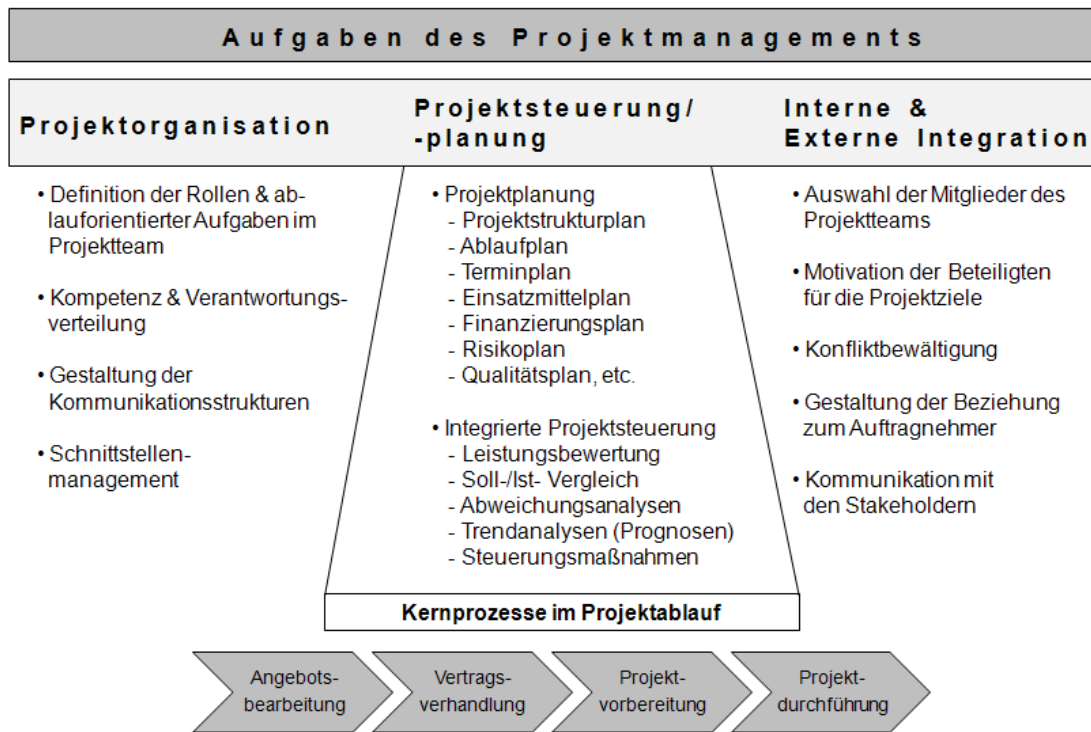 Aufgaben des Projektmanagements
Projektorganisation
Projektsteuerung/
-planung
Interne &
Externe Integration
• Definition der Rollen & ab-
lauforientierter Aufgaben im
Projektteam
• Kompetenz & Verantwortungs-
verteilung
• Gestaltung der
Kommunikationsstrukturen
• Schnittstellen-
management
• Projektplanung
- Projektstrukturplan
- Ablaufplan
- Terminplan
- Einsatzmittelplan
- Finanzierungsplan
- Risikoplan
- Qualitätsplan, etc.
• Integrierte Projektsteuerung
- Leistungsbewertung
- Soll-/Ist- Vergleich
- Abweichungsanalysen
- Trendanalysen (Prognosen)
- Steuerungsmaßnahmen
• Auswahl der Mitglieder des
Projektteams
• Motivation der Beteiligten
für die Projektziele
• Konfliktbewältigung
• Gestaltung der Beziehung
zum Auftragnehmer
• Kommunikation mit
den Stakeholdern
Kernprozesse im Projektablauf
Angebots-
bearbeitung
Vertrags-
verhandlung
Projekt-
vorbereitung
Projekt-
durchführung